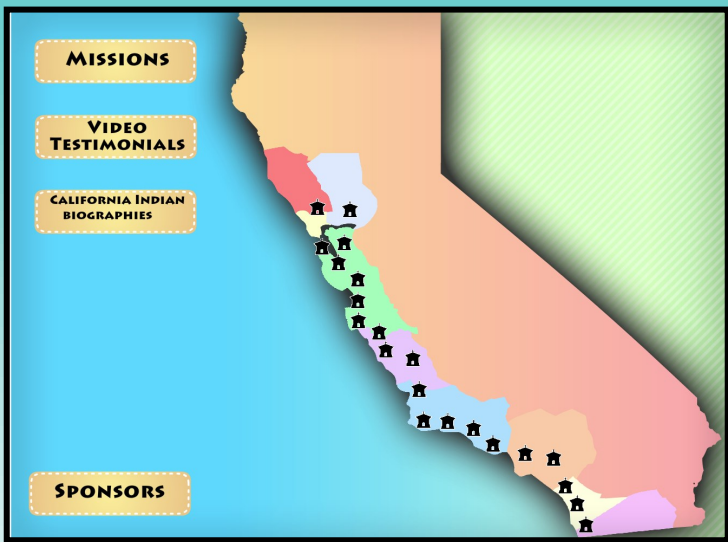 Missions
Video
Testimonials
California Indian
biographies
Sponsors